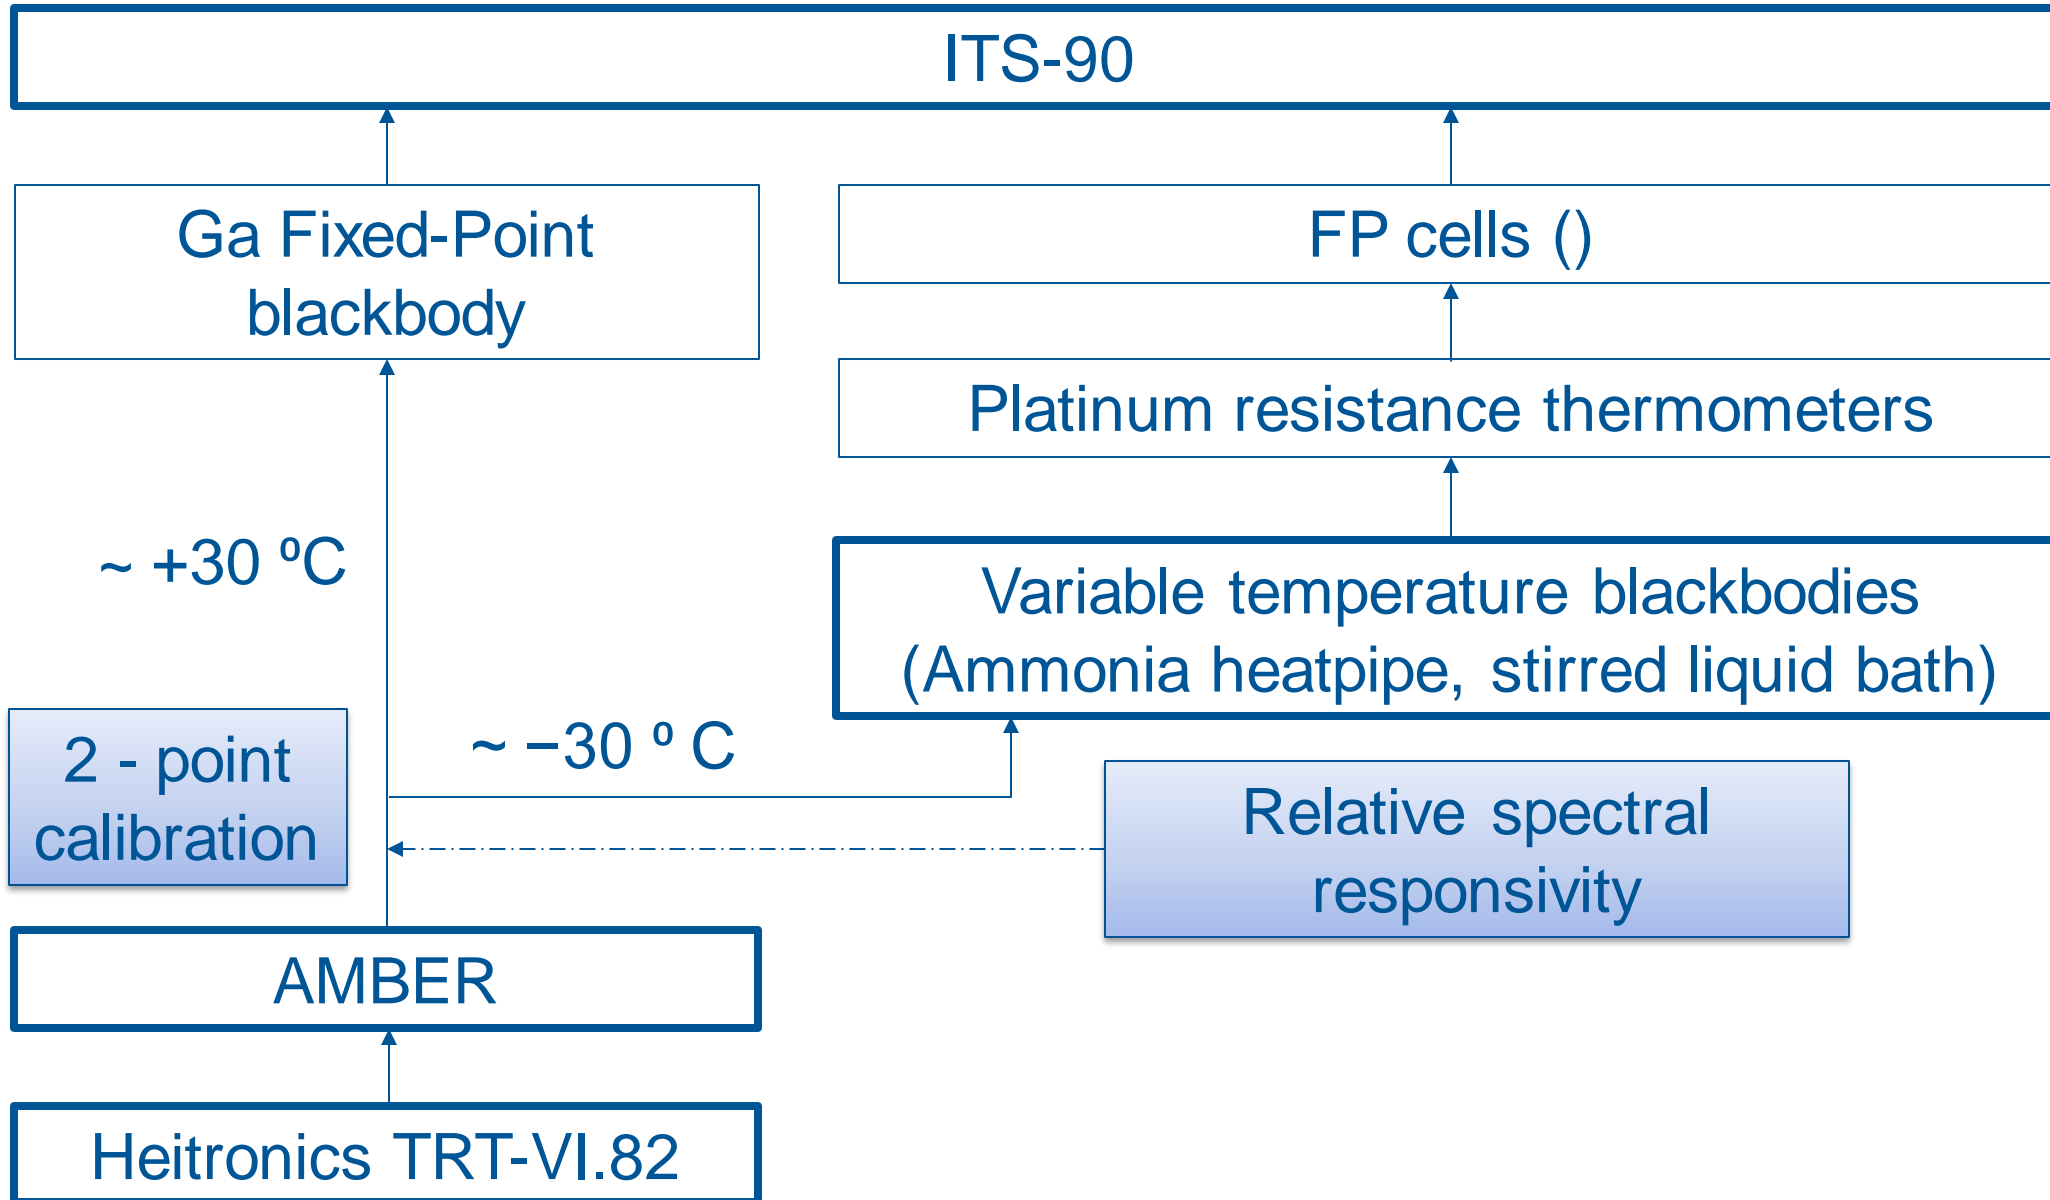 ITS-90
Ga Fixed-Point
blackbody
FP cells ()
Platinum resistance thermometers
~ +30 ºC
Variable temperature blackbodies
(Ammonia heatpipe, stirred liquid bath)
2 - point
calibration
~ −30 º C
Relative spectral
responsivity
AMBER
Heitronics TRT-VI.82